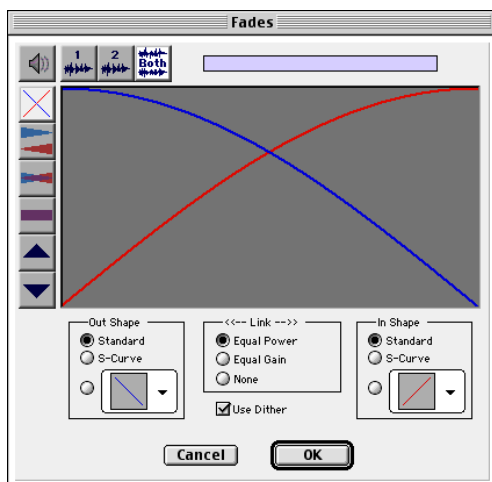 Fades
1
2
Both
Out Shape
Standard
S-Curve
<<-- Link -->>
Equal Power
Equal Gain
None
Use Dither
In Shape
Standard
S-Curve
Cancel
OK